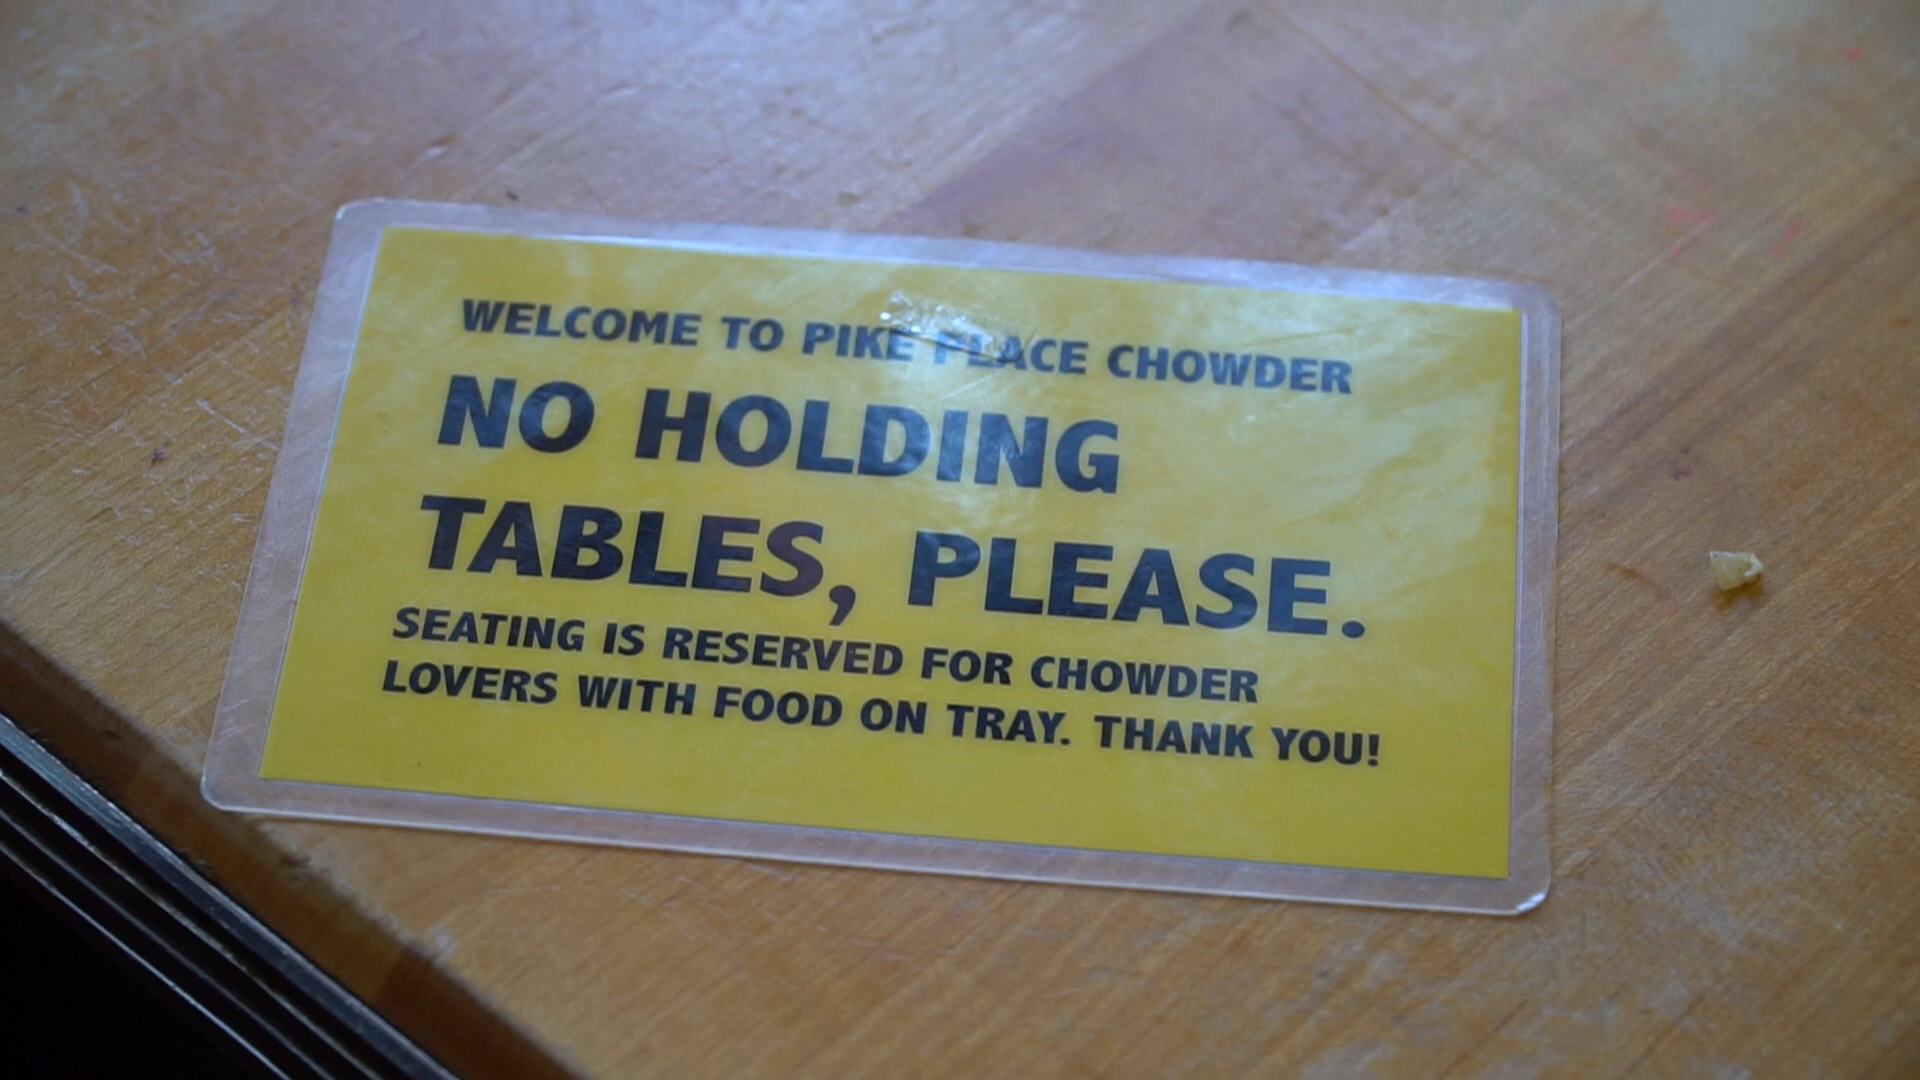 WELCOME TO PIKE PLACE CHOWDER
NO HOLDING
TABLES, PLEASE.
SEATING IS RESERVED FOR CHOWDER
LOVERS WITH FOOD ON TRAY. THANK YOU!